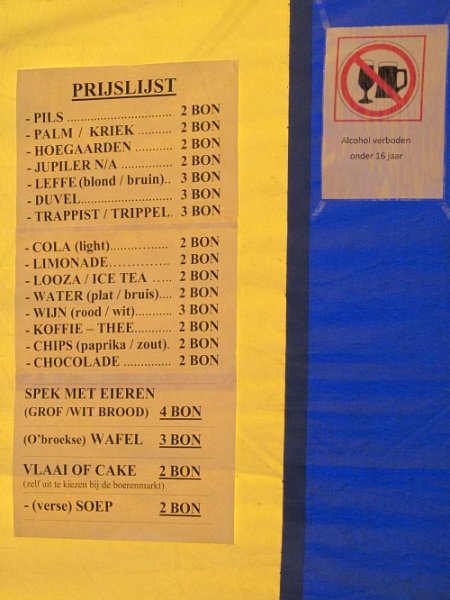 PRIJSLIJST
- PILS ............................ 2 BON
- PALM / KRIEK .......... 2 BON
- HOEGAARDEN ........... 2 BON
- JUPILER N/A .............. 2 BON
- LEFFE (blond / bruin).. 3 BON
- DUVEL........................ 3 BON
- TRAPPIST / TRIPPEL. 3 BON
- COLA (light)................ 2 BON
- LIMONADE................ 2 BON
- LOOZA / ICE TEA ..... 2 BON
- WATER (plat / bruis).... 2 BON
- WIJN (rood / wit).......... 3 BON
- KOFFIE – THEE........... 2 BON
- CHIPS (paprika / zout). 2 BON
- CHOCOLADE ............. 2 BON
SPEK MET EIEREN
(GROF /WIT BROOD) 4 BON
(O'broekse) WAFEL 3 BON
VLAAI OF CAKE 2 BON
(zelf uit te kiezen bij de boerenmarkt)
- (verse) SOEP 2 BON
Alcohol verboden
onder 16 jaar